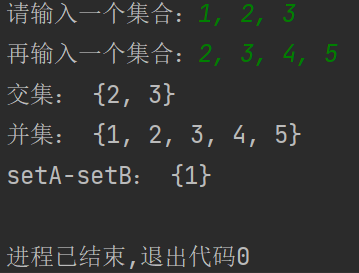 请输入一个集合：1, 2, 3
再输入一个集合：2, 3, 4, 5
交集： {2, 3}
并集： {1, 2, 3, 4, 5}
setA-setB： {1}
进程已结束,退出代码0